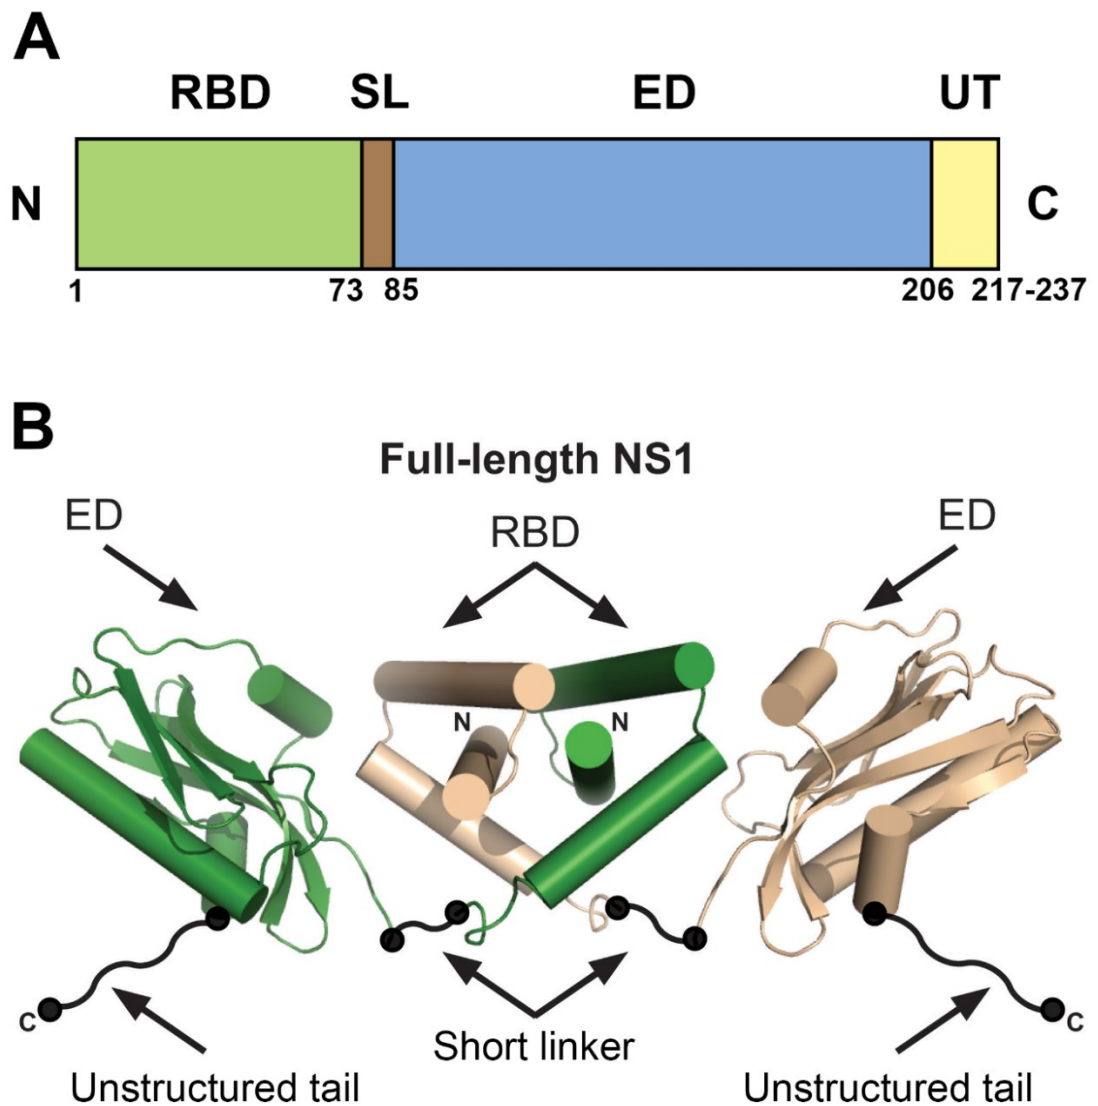 A
RBD SL ED UT
N C
1 73 85 206 217-237
B
Full-length NS1
ED RBD ED
N N
C C
Short linker
Unstructured tail Unstructured tail